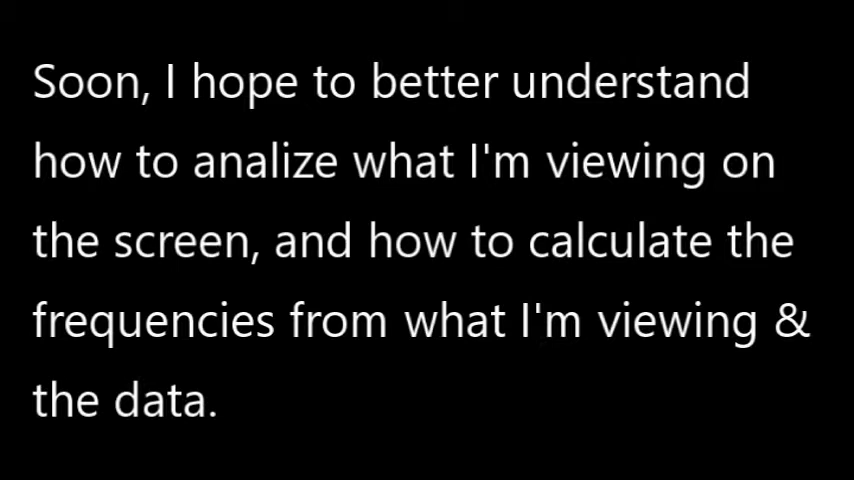 Soon, I hope to better understand
how to analize what I'm viewing on
the screen, and how to calculate the
frequencies from what I'm viewing &
the data.